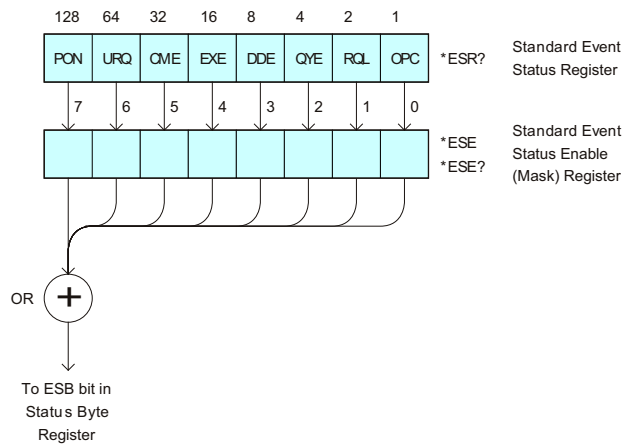 128 64 32 16 8 4 2 1
PON URQ CME EXE DDE QYE RQL OPC
*ESR?
Standard Event
Status Register
7 6 5 4 3 2 1 0
*ESE
*ESE?
Standard Event
Status Enable
(Mask) Register
OR
+
To ESB bit in
Status Byte
Register